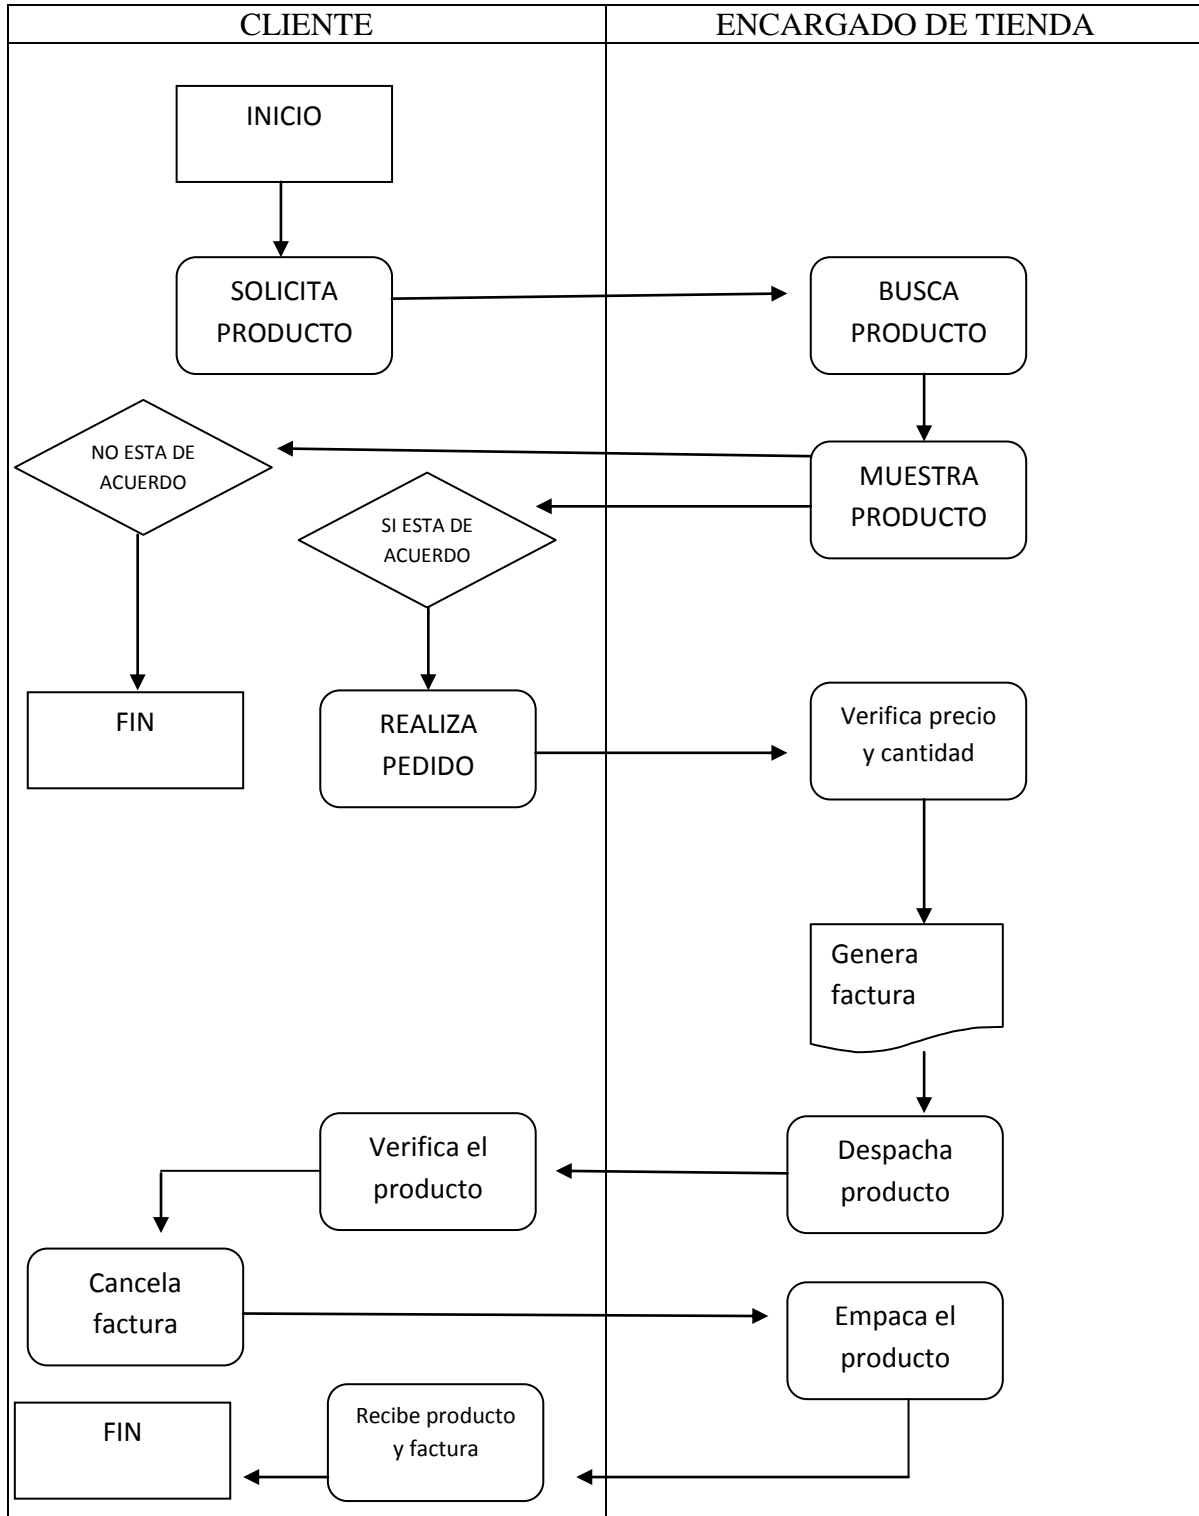 CLIENTE
ENCARGADO DE TIENDA
INICIO
SOLICITA
PRODUCTO
BUSCA
PRODUCTO
NO ESTA DE
ACUERDO
MUESTRA
PRODUCTO
SI ESTA DE
ACUERDO
FIN
REALIZA
PEDIDO
Verifica precio
y cantidad
Genera
factura
Verifica el
producto
Despacha
producto
Cancela
factura
Empaca el
producto
FIN
Recibe producto
y factura